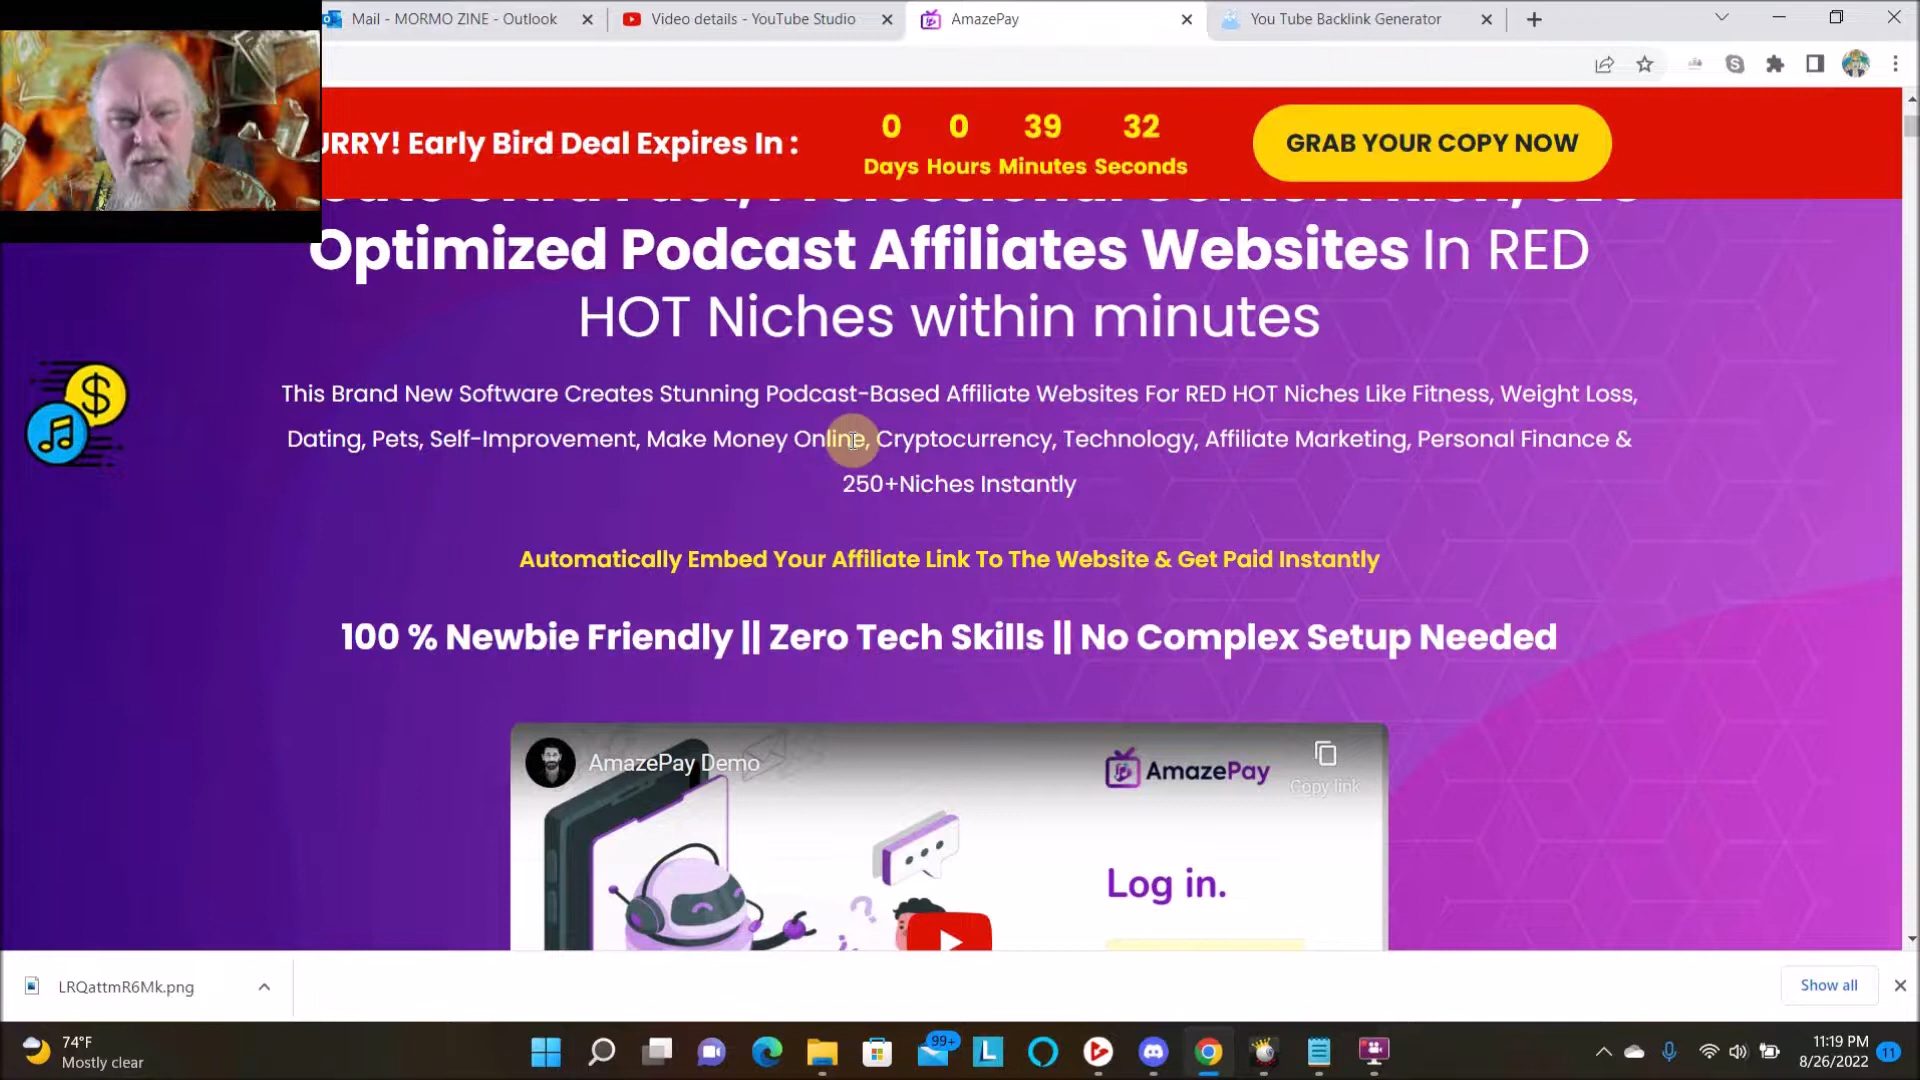 Mail - MORMO ZINE - Outlook
Video details - YouTube Studio
AmazePay
You Tube Backlink Generator
URRY! Early Bird Deal Expires In :
0 0 39 32
Days Hours Minutes Seconds
GRAB YOUR COPY NOW
Optimized Podcast Affiliates Websites In RED
HOT Niches within minutes
This Brand New Software Creates Stunning Podcast-Based Affiliate Websites For RED HOT Niches Like Fitness, Weight Loss,
Dating, Pets, Self-Improvement, Make Money Online, Cryptocurrency, Technology, Affiliate Marketing, Personal Finance &
250+Niches Instantly
Automatically Embed Your Affiliate Link To The Website & Get Paid Instantly
100 % Newbie Friendly || Zero Tech Skills || No Complex Setup Needed
AmazePay Demo
AmazePay
Copy link
Log in.
LRQattmR6Mk.png
Show all
74°F
Mostly clear
99+
L
11:19 PM
8/26/2022
11